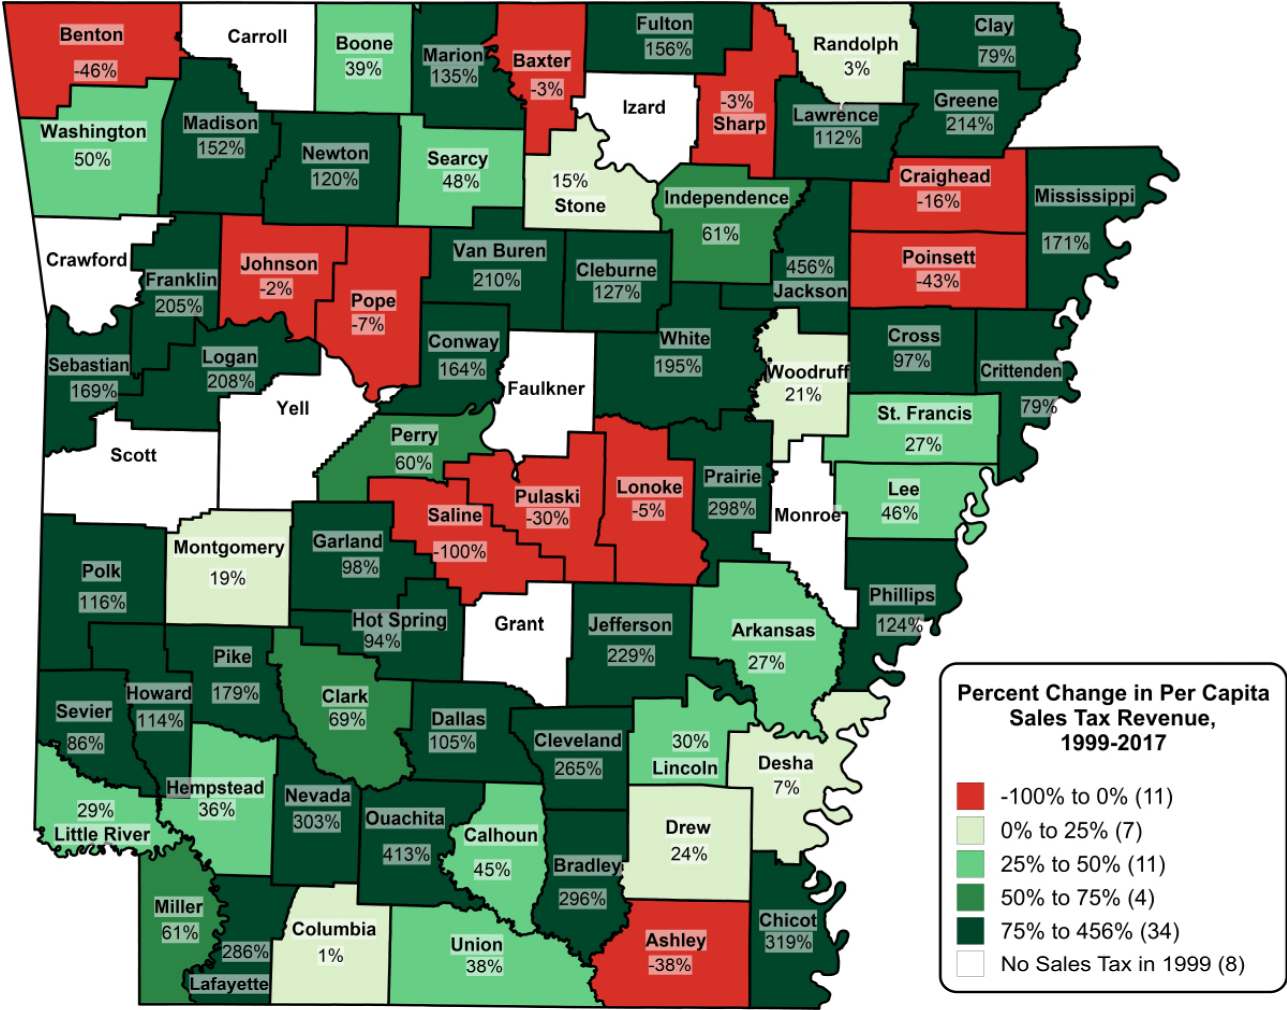 Benton
-46%
Carroll
Boone
39%
Marion
135%
Baxter
-3%
Fulton
156%
-3%
Sharp
Randolph
3%
Clay
79%
Izard
Lawrence
112%
Greene
214%
Washington
50%
Madison
152%
Newton
120%
Searcy
48%
15%
Stone
Independence
61%
Craighead
-16%
Mississippi
171%
Crawford
Franklin
205%
Johnson
-2%
Pope
-7%
Van Buren
210%
Cleburne
127%
456%
Jackson
Poinsett
-43%
Sebastian
169%
Logan
208%
Conway
164%
Faulkner
White
195%
Woodruff
21%
Cross
97%
Crittenden
79%
Yell
Scott
Perry
60%
St. Francis
27%
Saline
-100%
Pulaski
-30%
Lonoke
-5%
Prairie
298%
Monroe
Lee
46%
Montgomery
19%
Garland
98%
Polk
116%
Hot Spring
94%
Grant
Jefferson
229%
Arkansas
27%
Phillips
124%
Pike
179%
Howard
114%
Sevier
86%
Clark
69%
Dallas
105%
Cleveland
265%
30%
Lincoln
Desha
7%
29%
Little River
Hempstead
36%
Nevada
303%
Ouachita
413%
Calhoun
45%
Bradley
296%
Drew
24%
Miller
61%
286%
Lafayette
Columbia
1%
Union
38%
Ashley
-38%
Chicot
319%
Percent Change in Per Capita
Sales Tax Revenue,
1999-2017
-100% to 0% (11)
0% to 25% (7)
25% to 50% (11)
50% to 75% (4)
75% to 456% (34)
No Sales Tax in 1999 (8)